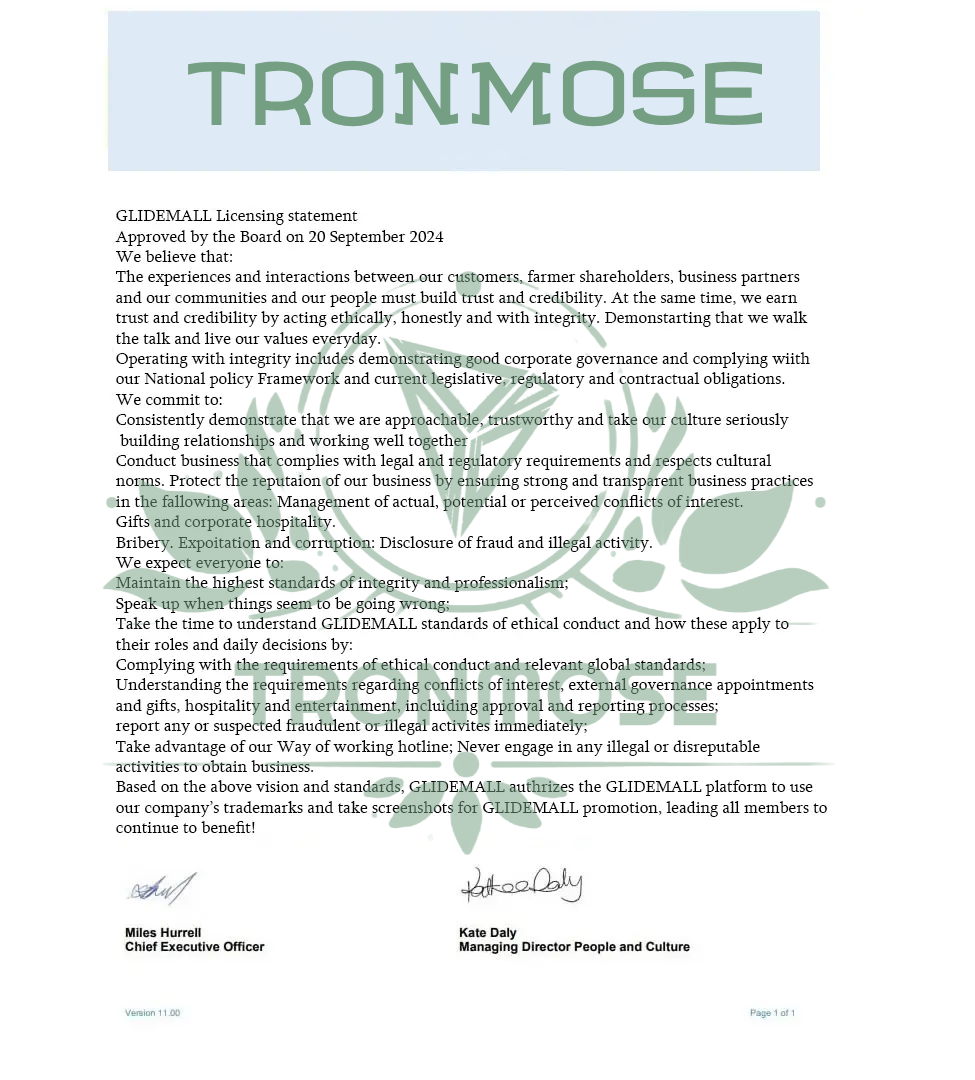 TRONMOSE
GLIDEMALL Licensing statement
Approved by the Board on 20 September 2024
We believe that:
The experiences and interactions between our customers, farmer shareholders, business partners
and our communities and our people must build trust and credibility. At the same time, we earn
trust and credibility by acting ethically, honestly and with integrity. Demonstarting that we walk
the talk and live our values everyday.
Operating with integrity includes demonstrating good corporate governance and complying wiith
our National policy Framework and current legislative, regulatory and contractual obligations.
We commit to:
Consistently demonstrate that we are approachable, trustworthy and take our culture seriously
building relationships and working well together
Conduct business that complies with legal and regulatory requirements and respects cultural
norms. Protect the reputaion of our business by ensuring strong and transparent business practices
in the fallowing areas: Management of actual, potential or perceived conflicts of interest.
Gifts and corporate hospitality.
Bribery. Expoitation and corruption: Disclosure of fraud and illegal activity.
We expect everyone to:
Maintain the highest standards of integrity and professionalism;
Speak up when things seem to be going wrong;
Take the time to understand GLIDEMALL standards of ethical conduct and how these apply to
their roles and daily decisions by:
Complying with the requirements of ethical conduct and relevant global standards;
Understanding the requirements regarding conflicts of interest, external governance appointments
and gifts, hospitality and entertainment, incluiding approval and reporting processes;
TRONMOSE
report any or suspected fraudulent or illegal activites immediately;
Take advantage of our Way of working hotline; Never engage in any illegal or disreputable
activities to obtain business.
Based on the above vision and standards, GLIDEMALL authrizes the GLIDEMALL platform to use
our company's trademarks and take screenshots for GLIDEMALL promotion, leading all members to
continue to benefit!
Kate Daly
Miles Hurrell
Chief Executive Officer
Kate Daly
Managing Director People and Culture
Version 11.00
Page 1 of 1